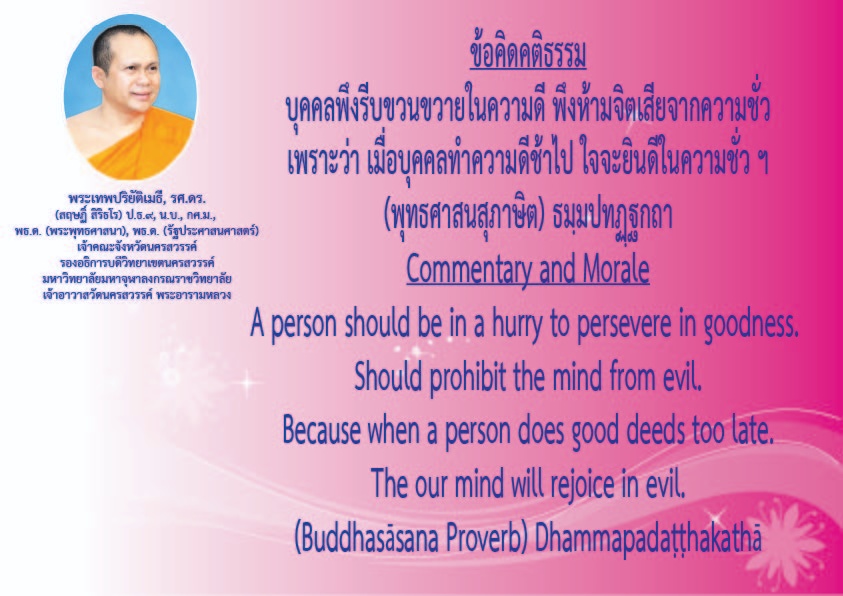 พระเทพปริยัติเมธี, รศ.ดร.
(สฤษฎิ์ สิริธโร) ป.ธ.๙, น.บ., กศ.ม.,
พธ.ด. (พระพุทธศาสนา), พธ.ด. (รัฐประศาสนศาสตร์)
เจ้าคณะจังหวัดนครสวรรค์
รองอธิการบดีวิทยาเขตนครสวรรค์
มหาวิทยาลัยมหาจุฬาลงกรณราชวิทยาลัย
เจ้าอาวาสวัดนครสวรรค์ พระอารามหลวง
ข้อคิดคติธรรม
บุคคลพึงรีบขวนขวายในความดี พึงห้ามจิตเสียจากความชั่ว
เพราะว่า เมื่อบุคคลทำความดีช้าไป ใจจะยินดีในความชั่ว ฯ
(พุทธศาสนสุภาษิต) ธมฺมปทฏฺฐกถา
Commentary and Morale
A person should be in a hurry to persevere in goodness.
Should prohibit the mind from evil.
Because when a person does good deeds too late.
The our mind will rejoice in evil.
(Buddhasāsana Proverb) Dhammapadaṭṭhakathā